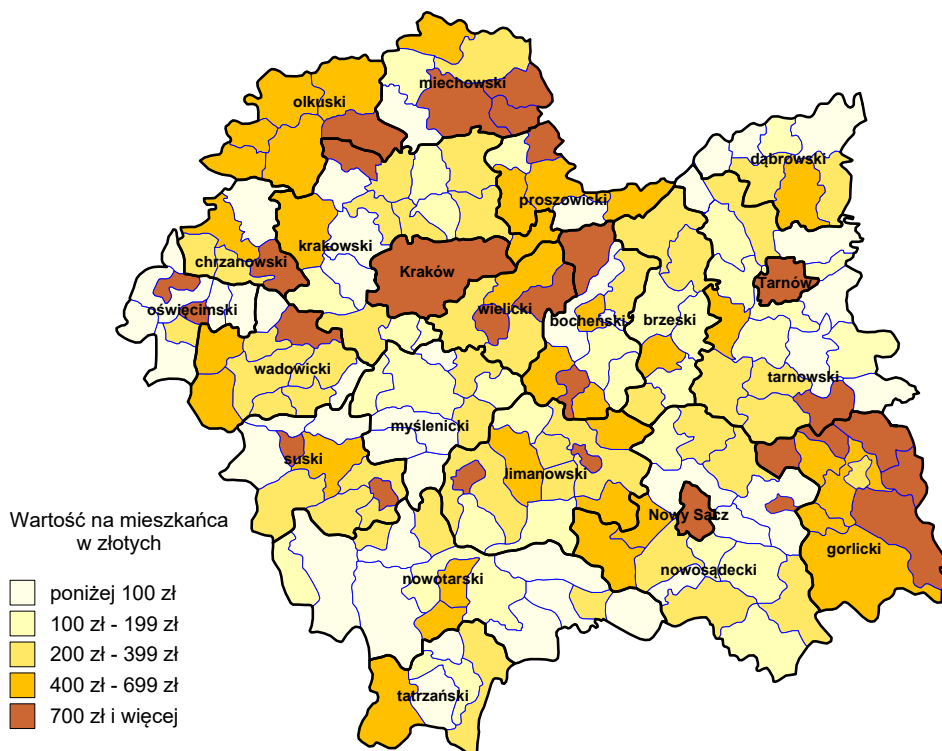 miechowski
olkuski
dąbrowski
proszowicki
krakowski
chrzanowski
Kraków
Tarnów
oświęcimski
wielicki
bocheński
brzeski
wadowicki
tarnowski
myślenicki
suski
limanowski
Nowy Sącz
gorlicki
nowotarski
nowosądecki
tatrzański
Wartość na mieszkańca
w złotych
poniżej 100 zł
100 zł - 199 zł
200 zł - 399 zł
400 zł - 699 zł
700 zł i więcej